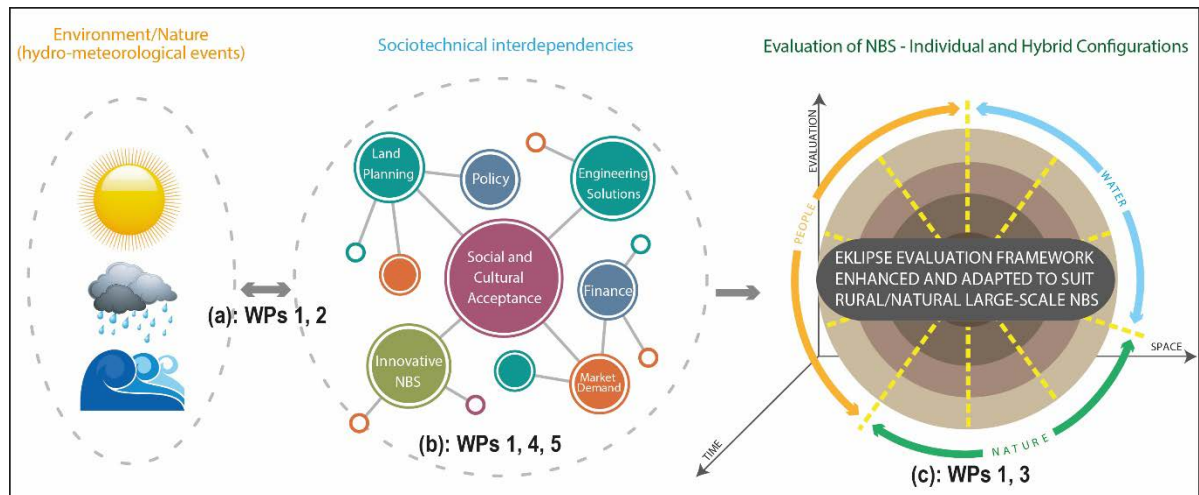 Environment/Nature
(hydro-meteorological events)
(a): WPs 1, 2
Sociotechnical interdependencies
Land
Planning
Policy
Engineering
Solutions
Social and
Cultural
Acceptance
Finance
Innovative
NBS
Market
Demand
(b): WPs 1, 4, 5
Evaluation of NBS - Individual and Hybrid Configurations
EVALUATION
PEOPLE
WATER
EKLIPSE EVALUATION FRAMEWORK
ENHANCED AND ADAPTED TO SUIT
RURAL/NATURAL LARGE-SCALE NBS
SPACE
TIME
NATURE
(c): WPs 1, 3